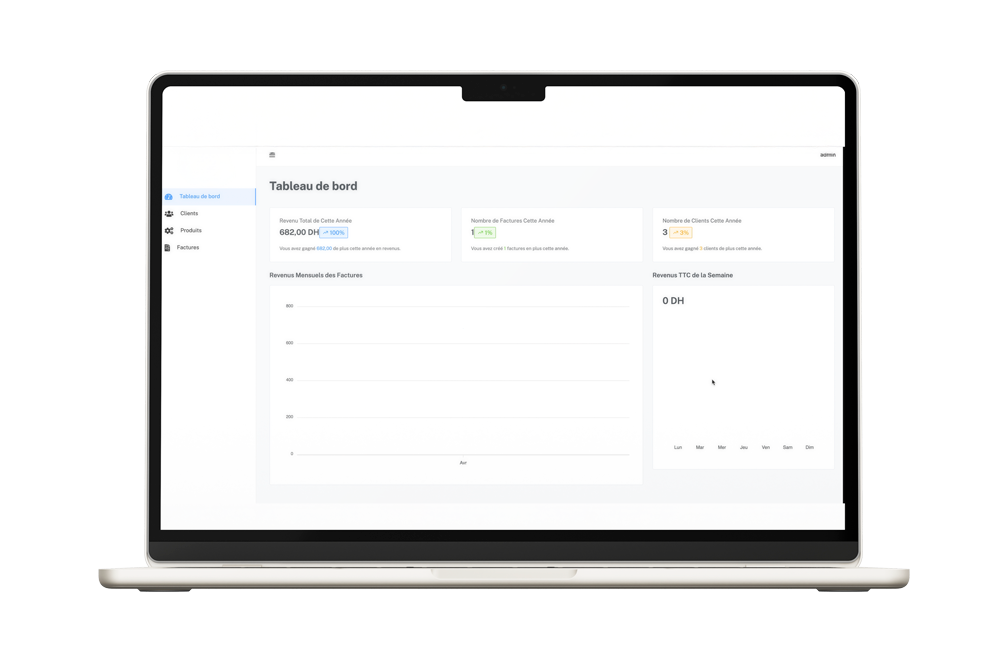 admin
Tableau de bord
Clients
Produits
Factures
Tableau de bord
Revenu Total de Cette Année
682,00 DH 100%
Vous avez gagné 682,00 de plus cette année en revenu.
Nombre de Factures Cette Année
1 1%
Vous avez créé 1 factures en plus cette année.
Nombre de Clients Cette Année
3 3%
Vous avez gagné 3 clients de plus cette année.
Revenus Mensuels des Factures
800
600
400
200
0
Avr
Revenus TTC de la Semaine
0 DH
Lun Mar Mer Jeu Ven Sam Dim